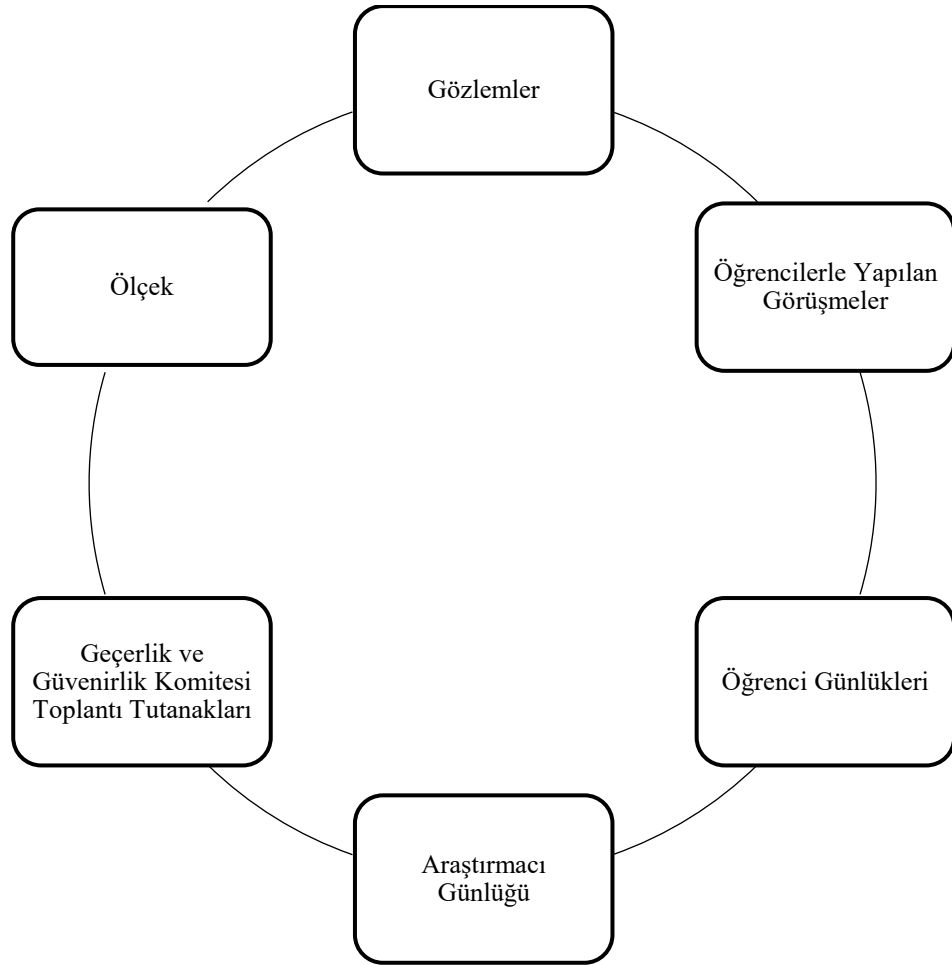 Gözlemler
Öğrencilerle Yapılan
Görüşmeler
Öğrenci Günlükleri
Araştırmacı
Günlüğü
Geçerlik ve
Güvenirlik Komitesi
Toplantı Tutanakları
Ölçek